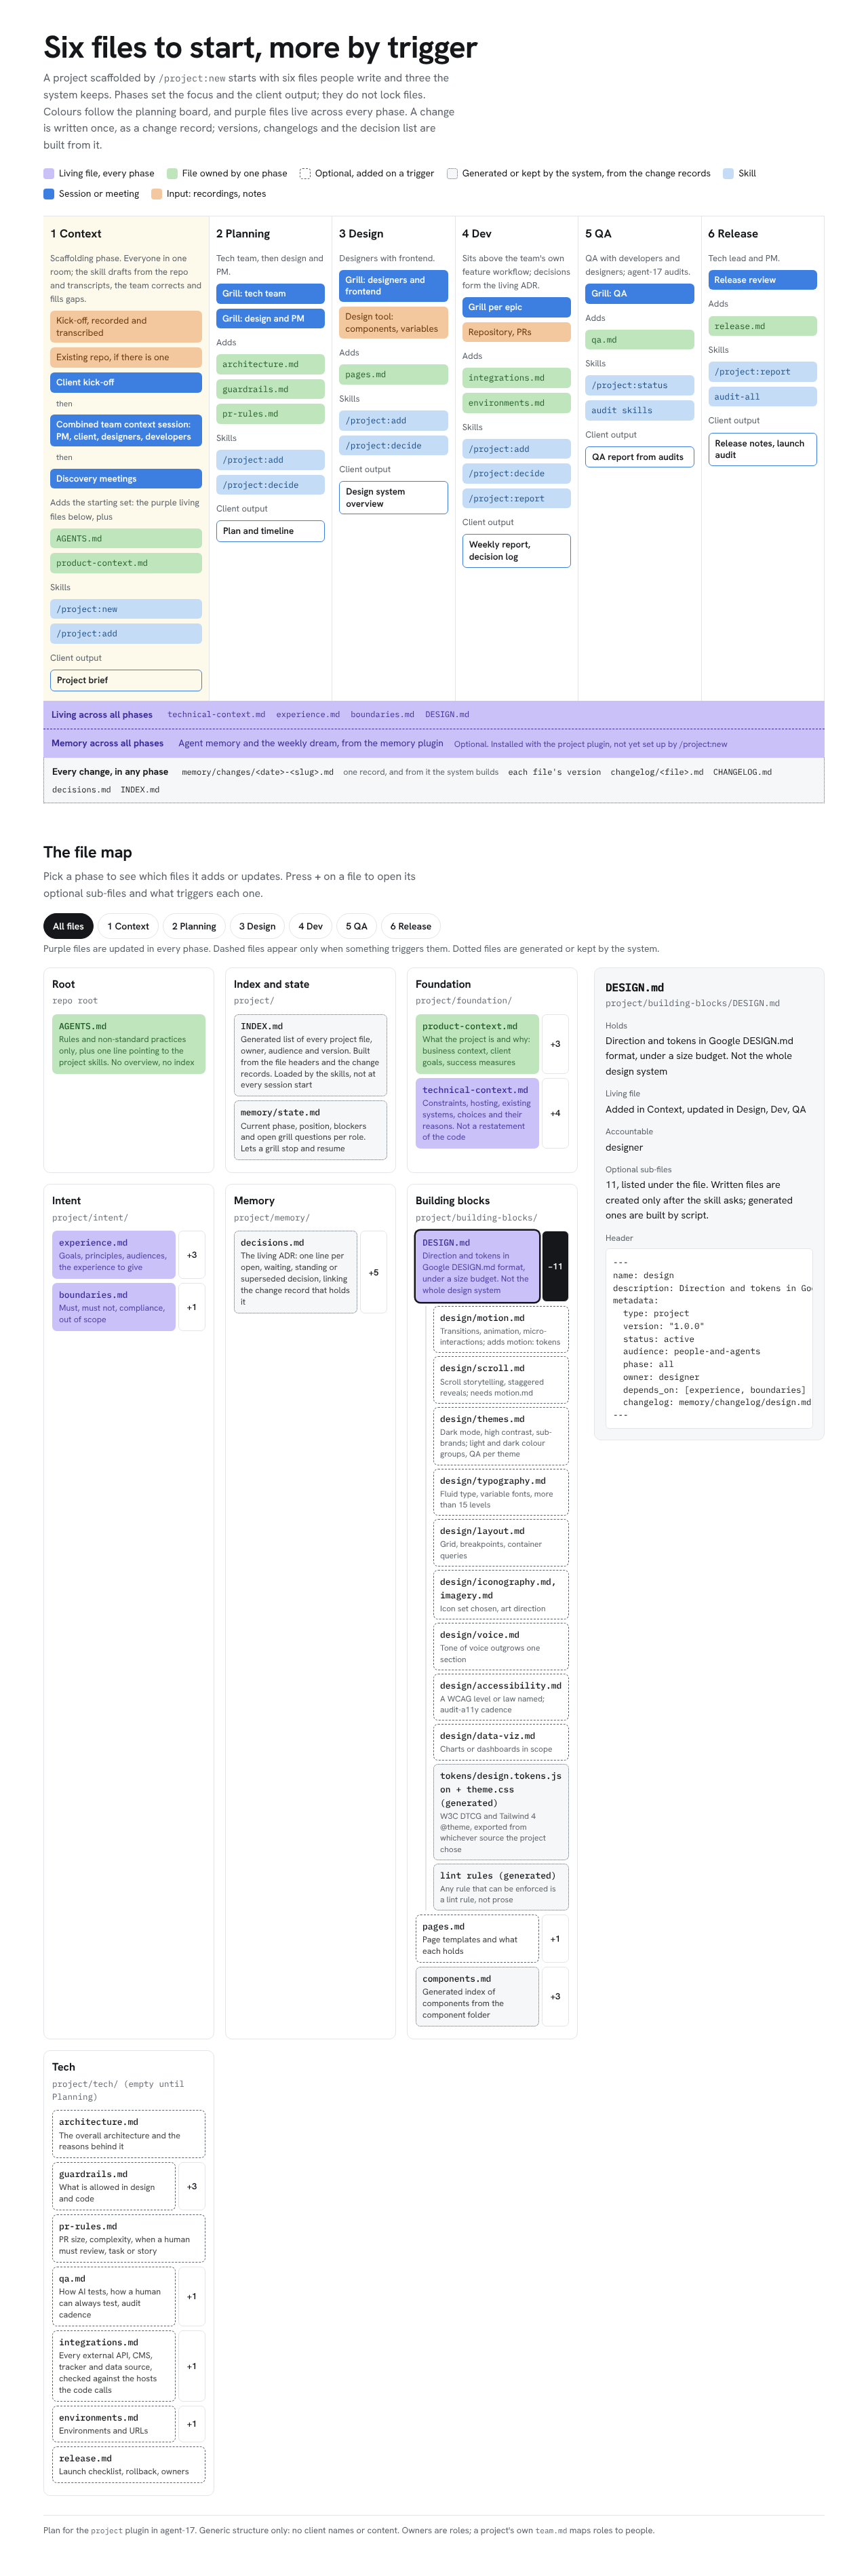 Six files to start, more by trigger
A project scaffolded by /project:new starts with six files people write and three the
system keeps. Phases set the focus and the client output; they do not lock files.
Colours follow the planning board, and purple files live across every phase. A change
is written once, as a change record; versions, changelogs and the decision list are
built from it.
Living file, every phase
File owned by one phase
Optional, added on a trigger
Generated or kept by the system, from the change records
Skill
Session or meeting
Input: recordings, notes
1 Context
Scaffolding phase. Everyone in one
room; the skill drafts from the repo
and transcripts, the team corrects and
fills gaps.
Kick-off, recorded and
transcribed
Existing repo, if there is one
Client kick-off
then
Combined team context session:
PM, client, designers, developers
then
Discovery meetings
Adds the starting set: the purple living
files below, plus
AGENTS.md
product-context.md
Skills
/project:new
/project:add
Client output
Project brief
2 Planning
Tech team, then design and
PM.
Grill: tech team
Grill: design and PM
Adds
architecture.md
guardrails.md
pr-rules.md
Skills
/project:add
/project:decide
Client output
Plan and timeline
3 Design
Designers with frontend.
Grill: designers and
frontend
Design tool:
components, variables
Adds
pages.md
Skills
/project:add
/project:decide
Client output
Design system
overview
4 Dev
Sits above the team's own
feature workflow; decisions
form the living ADR.
Grill per epic
Repository, PRs
Adds
integrations.md
environments.md
Skills
/project:add
/project:decide
/project:report
Client output
Weekly report,
decision log
5 QA
QA with developers and
designers; agent-17 audits.
Grill: QA
Adds
qa.md
Skills
/project:status
audit skills
Client output
QA report from audits
6 Release
Tech lead and PM.
Release review
Adds
release.md
Skills
/project:report
audit-all
Client output
Release notes, launch
audit
Living across all phases technical-context.md experience.md boundaries.md DESIGN.md
Memory across all phases Agent memory and the weekly dream, from the memory plugin Optional. Installed with the project plugin, not yet set up by /project:new
Every change, in any phase memory/changes/<date>-<slug>.md one record, and from it the system builds each file's version changelog/<file>.md CHANGELOG.md
decisions.md INDEX.md
The file map
Pick a phase to see which files it adds or updates. Press + on a file to open its
optional sub-files and what triggers each one.
All files
1 Context
2 Planning
3 Design
4 Dev
5 QA
6 Release
Purple files are updated in every phase. Dashed files appear only when something triggers them. Dotted files are generated or kept by the system.
Root
repo root
AGENTS.md
Rules and non-standard practices
only, plus one line pointing to the
project skills. No overview, no index
Index and state
project/
INDEX.md
Generated list of every project file,
owner, audience and version. Built
from the file headers and the change
records. Loaded by the skills, not at
every session start
memory/state.md
Current phase, position, blockers
and open grill questions per role.
Lets a grill stop and resume
Foundation
project/foundation/
product-context.md
What the project is and why:
business context, client
goals, success measures
+3
technical-context.md
Constraints, hosting, existing
systems, choices and their
reasons. Not a restatement
of the code
+4
DESIGN.md
project/building-blocks/DESIGN.md
Holds
Direction and tokens in Google DESIGN.md
format, under a size budget. Not the whole
design system
Living file
Added in Context, updated in Design, Dev, QA
Accountable
designer
Optional sub-files
11, listed under the file. Written files are
created only after the skill asks; generated
ones are built by script.
Header
---
name: design
description: Direction and tokens in Goo
metadata:
type: project
version: "1.0.0"
status: active
audience: people-and-agents
phase: all
owner: designer
depends_on: [experience, boundaries]
changelog: memory/changelog/design.md
---
Intent
project/intent/
experience.md
Goals, principles, audiences,
the experience to give
+3
boundaries.md
Must, must not, compliance,
out of scope
+1
Memory
project/memory/
decisions.md
The living ADR: one line per
open, waiting, standing or
superseded decision, linking
the change record that holds
it
+5
Building blocks
project/building-blocks/
DESIGN.md
Direction and tokens in
Google DESIGN.md format,
under a size budget. Not the
whole design system
−11
design/motion.md
Transitions, animation, micro-
interactions; adds motion: tokens
design/scroll.md
Scroll storytelling, staggered
reveals; needs motion.md
design/themes.md
Dark mode, high contrast, sub-
brands; light and dark colour
groups, QA per theme
design/typography.md
Fluid type, variable fonts, more
than 15 levels
design/layout.md
Grid, breakpoints, container
queries
design/iconography.md,
imagery.md
Icon set chosen, art direction
design/voice.md
Tone of voice outgrows one
section
design/accessibility.md
A WCAG level or law named;
audit-a11y cadence
design/data-viz.md
Charts or dashboards in scope
tokens/design.tokens.js
on + theme.css
(generated)
W3C DTCG and Tailwind 4
@theme, exported from
whichever source the project
chose
lint rules (generated)
Any rule that can be enforced is
a lint rule, not prose
pages.md
Page templates and what
each holds
+1
components.md
Generated index of
components from the
component folder
+3
Tech
project/tech/ (empty until
Planning)
architecture.md
The overall architecture and the
reasons behind it
guardrails.md
What is allowed in design
and code
+3
pr-rules.md
PR size, complexity, when a human
must review, task or story
qa.md
How AI tests, how a human
can always test, audit
cadence
+1
integrations.md
Every external API, CMS,
tracker and data source,
checked against the hosts
the code calls
+1
environments.md
Environments and URLs
+1
release.md
Launch checklist, rollback, owners
Plan for the project plugin in agent-17. Generic structure only: no client names or content. Owners are roles; a project's own team.md maps roles to people.